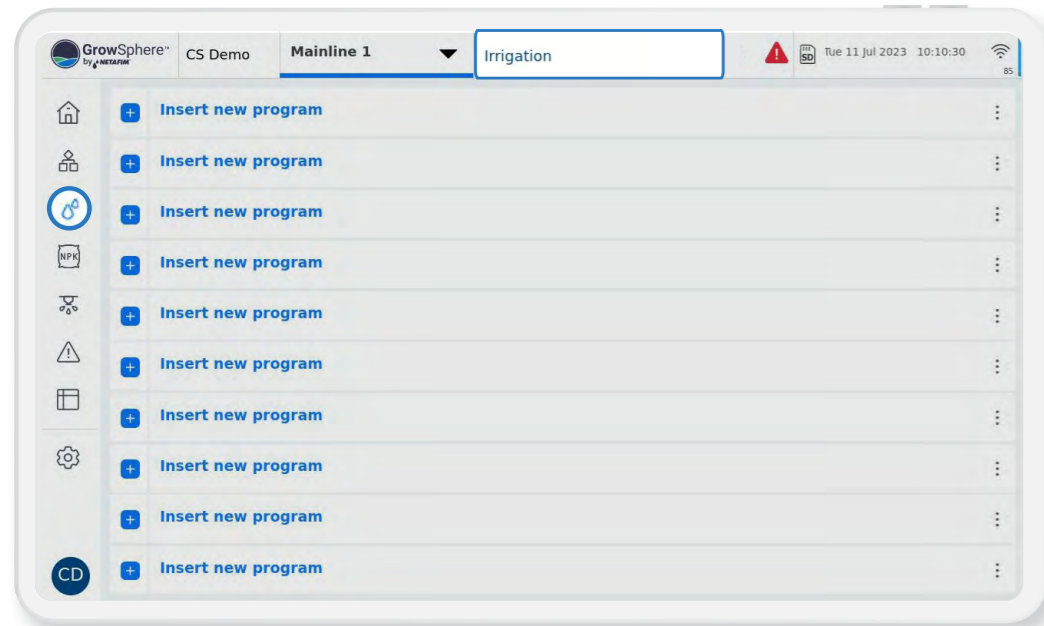 GrowSphere™
by NETAFIM
CS Demo
Mainline 1
Irrigation
SD
Tue 11 Jul 2023 10:10:30
85
Insert new program
Insert new program
Insert new program
NPK
Insert new program
Insert new program
Insert new program
Insert new program
Insert new program
Insert new program
CD
Insert new program